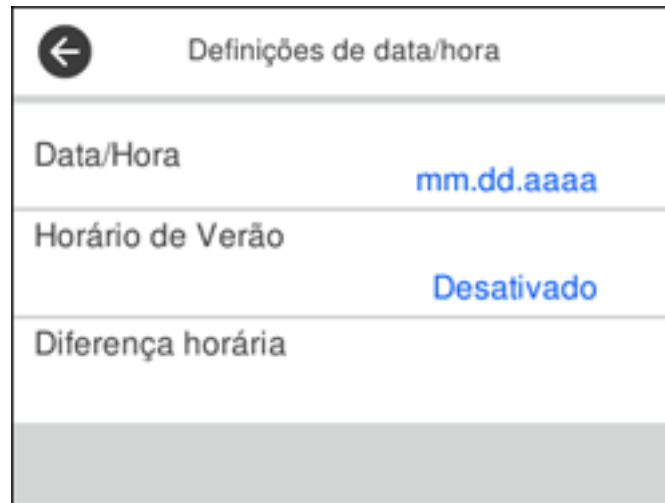 Definições de data/hora
Data/Hora
mm.dd.aaaa
Horário de Verão
Desativado
Diferença horária